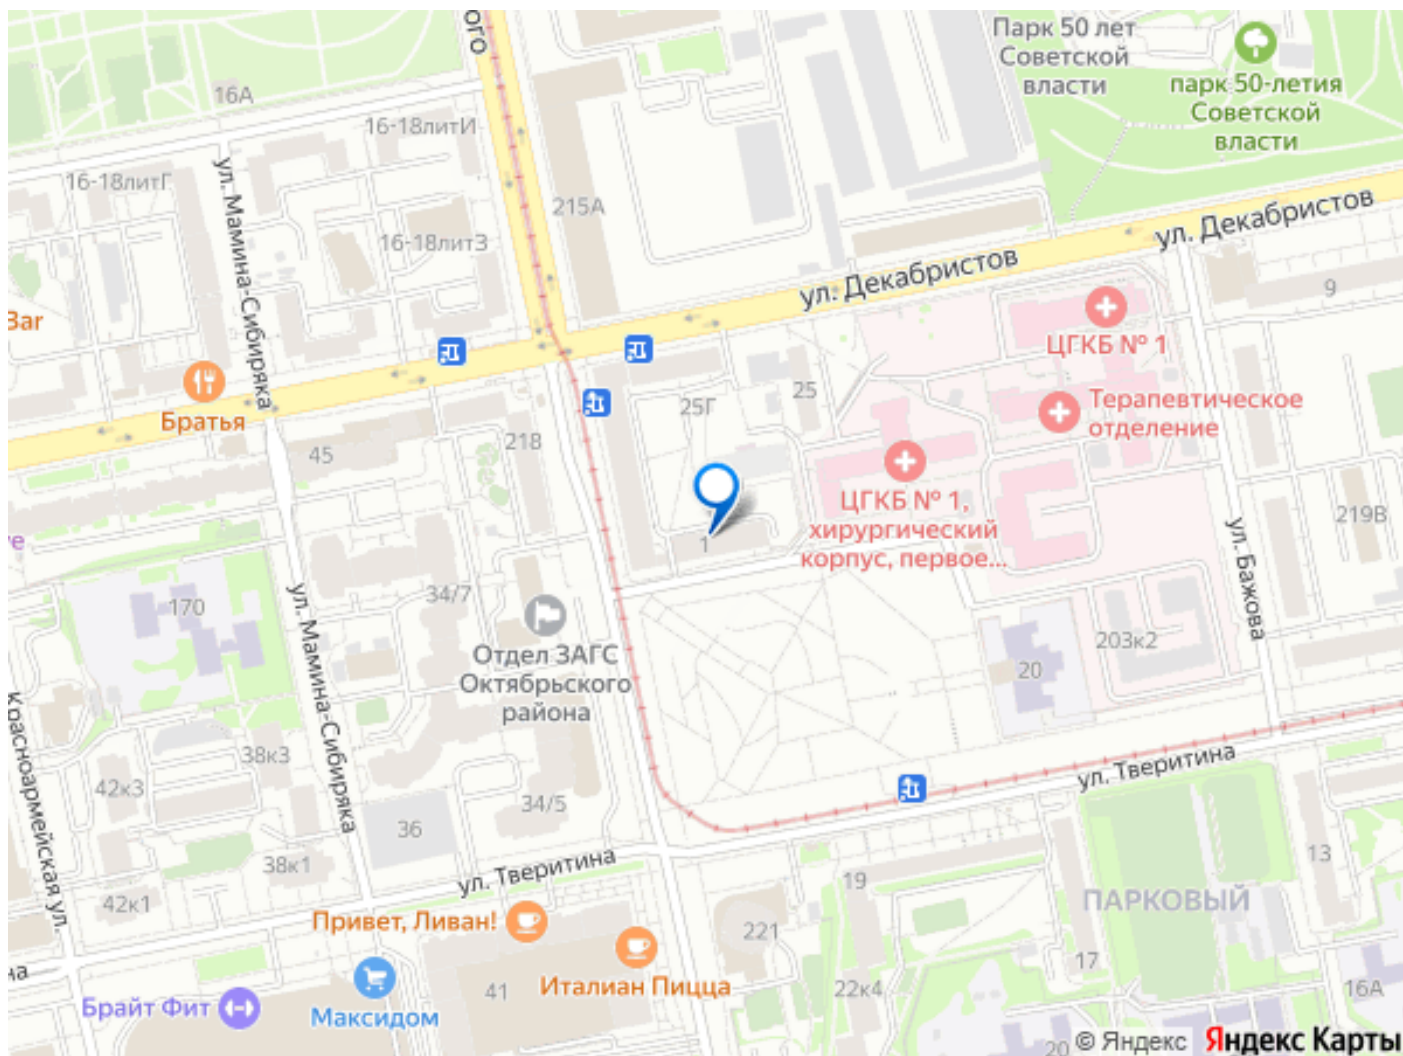 ого
Парк 50 лет
Советской
власти
парк 50-летия
Советской
власти
16А
16-18литИ
16-18литГ
ул. Мамина-Сибиряка
215А
16-18литЗ
ул. Декабристов
ул. Декабристов
9
Bar
ЦГКБ № 1
Братья
25
25Г
Терапевтическое
отделение
218
45
ЦГКБ № 1,
хирургический
корпус, первое...
219В
1
ул. Бажова
ул. Мамина-Сибиряка
34/7
170
Отдел ЗАГС
Октябрьского
района
203к2
20
Красноармейская ул.
38к3
42к3
ул. Тверитина
34/5
36
38к1
ул. Тверитина
42к1
19
13
ПАРКОВЫЙ
Привет, Ливан!
221
17
на
Италиан Пицца
41
22к4
16А
Брайт Фит
Максидом
20
© Яндекс Яндекс Карты